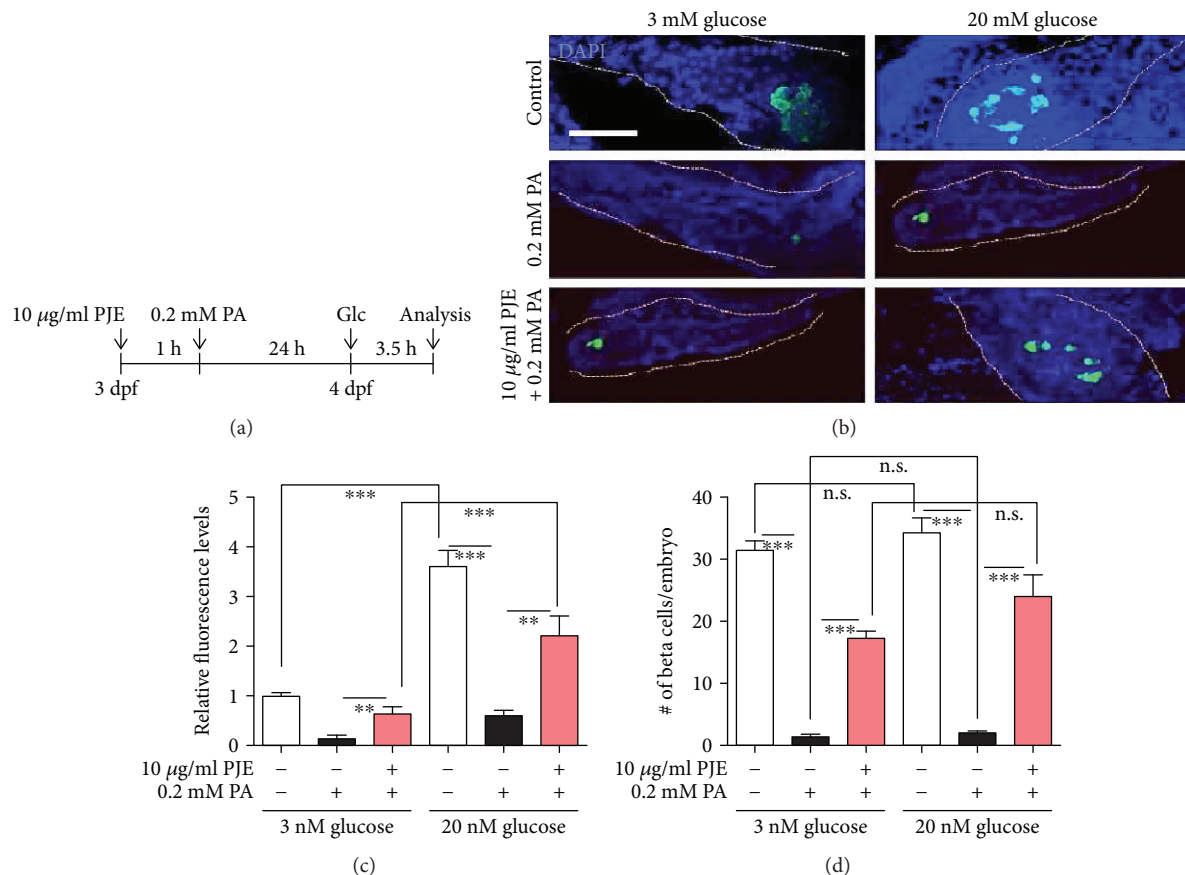 3 mM glucose 20 mM glucose
DAPI
Control
0.2 mM PA
10 μg/ml PJE
+ 0.2 mM PA
10 μg/ml PJE 0.2 mM PA Glc Analysis
1 h 24 h 3.5 h
3 dpf 4 dpf
(a)
(b)
Relative fluorescence levels
5
4
3
2
1
0
*** ***
***
**
**
10 μg/ml PJE − − + − − +
0.2 mM PA − + + − + +
3 nM glucose 20 nM glucose
(c)
# of beta cells/embryo
40
30
20
10
0
n.s.
n.s. n.s.
*** ***
*** ***
10 μg/ml PJE − − + − − +
0.2 mM PA − + + − + +
3 nM glucose 20 nM glucose
(d)